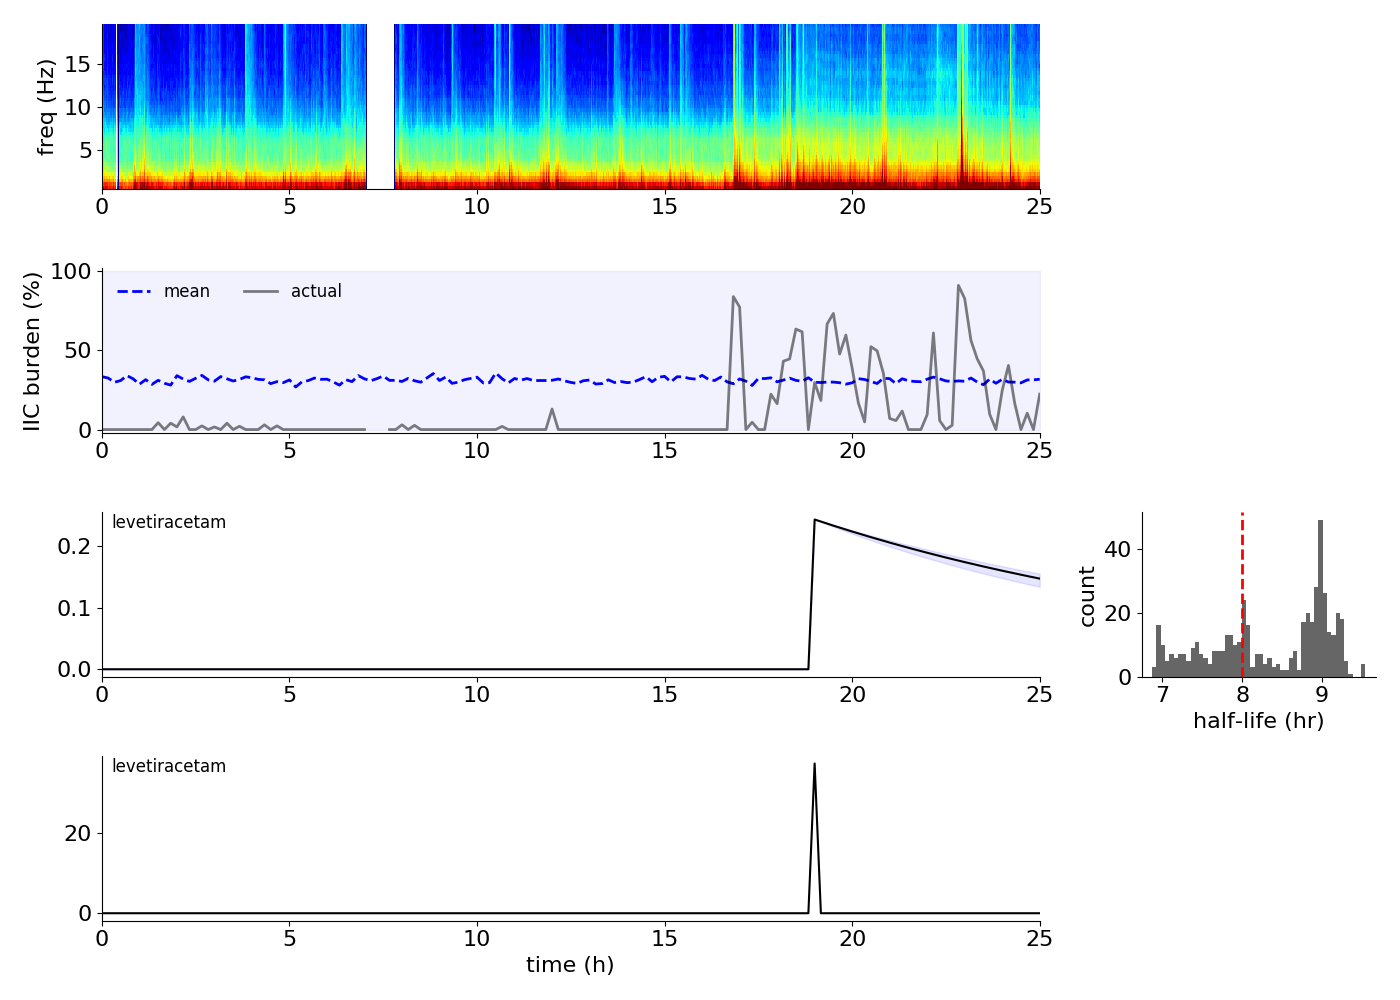 freq (Hz)
15
10
5
0 5 10 15 20 25
IIC burden (%)
100
50
0
mean actual
0 5 10 15 20 25
levetiracetam
0.2
0.1
0.0
0 5 10 15 20 25
count
40
20
0
7 8 9
half-life (hr)
levetiracetam
20
0
0 5 10 15 20 25
time (h)